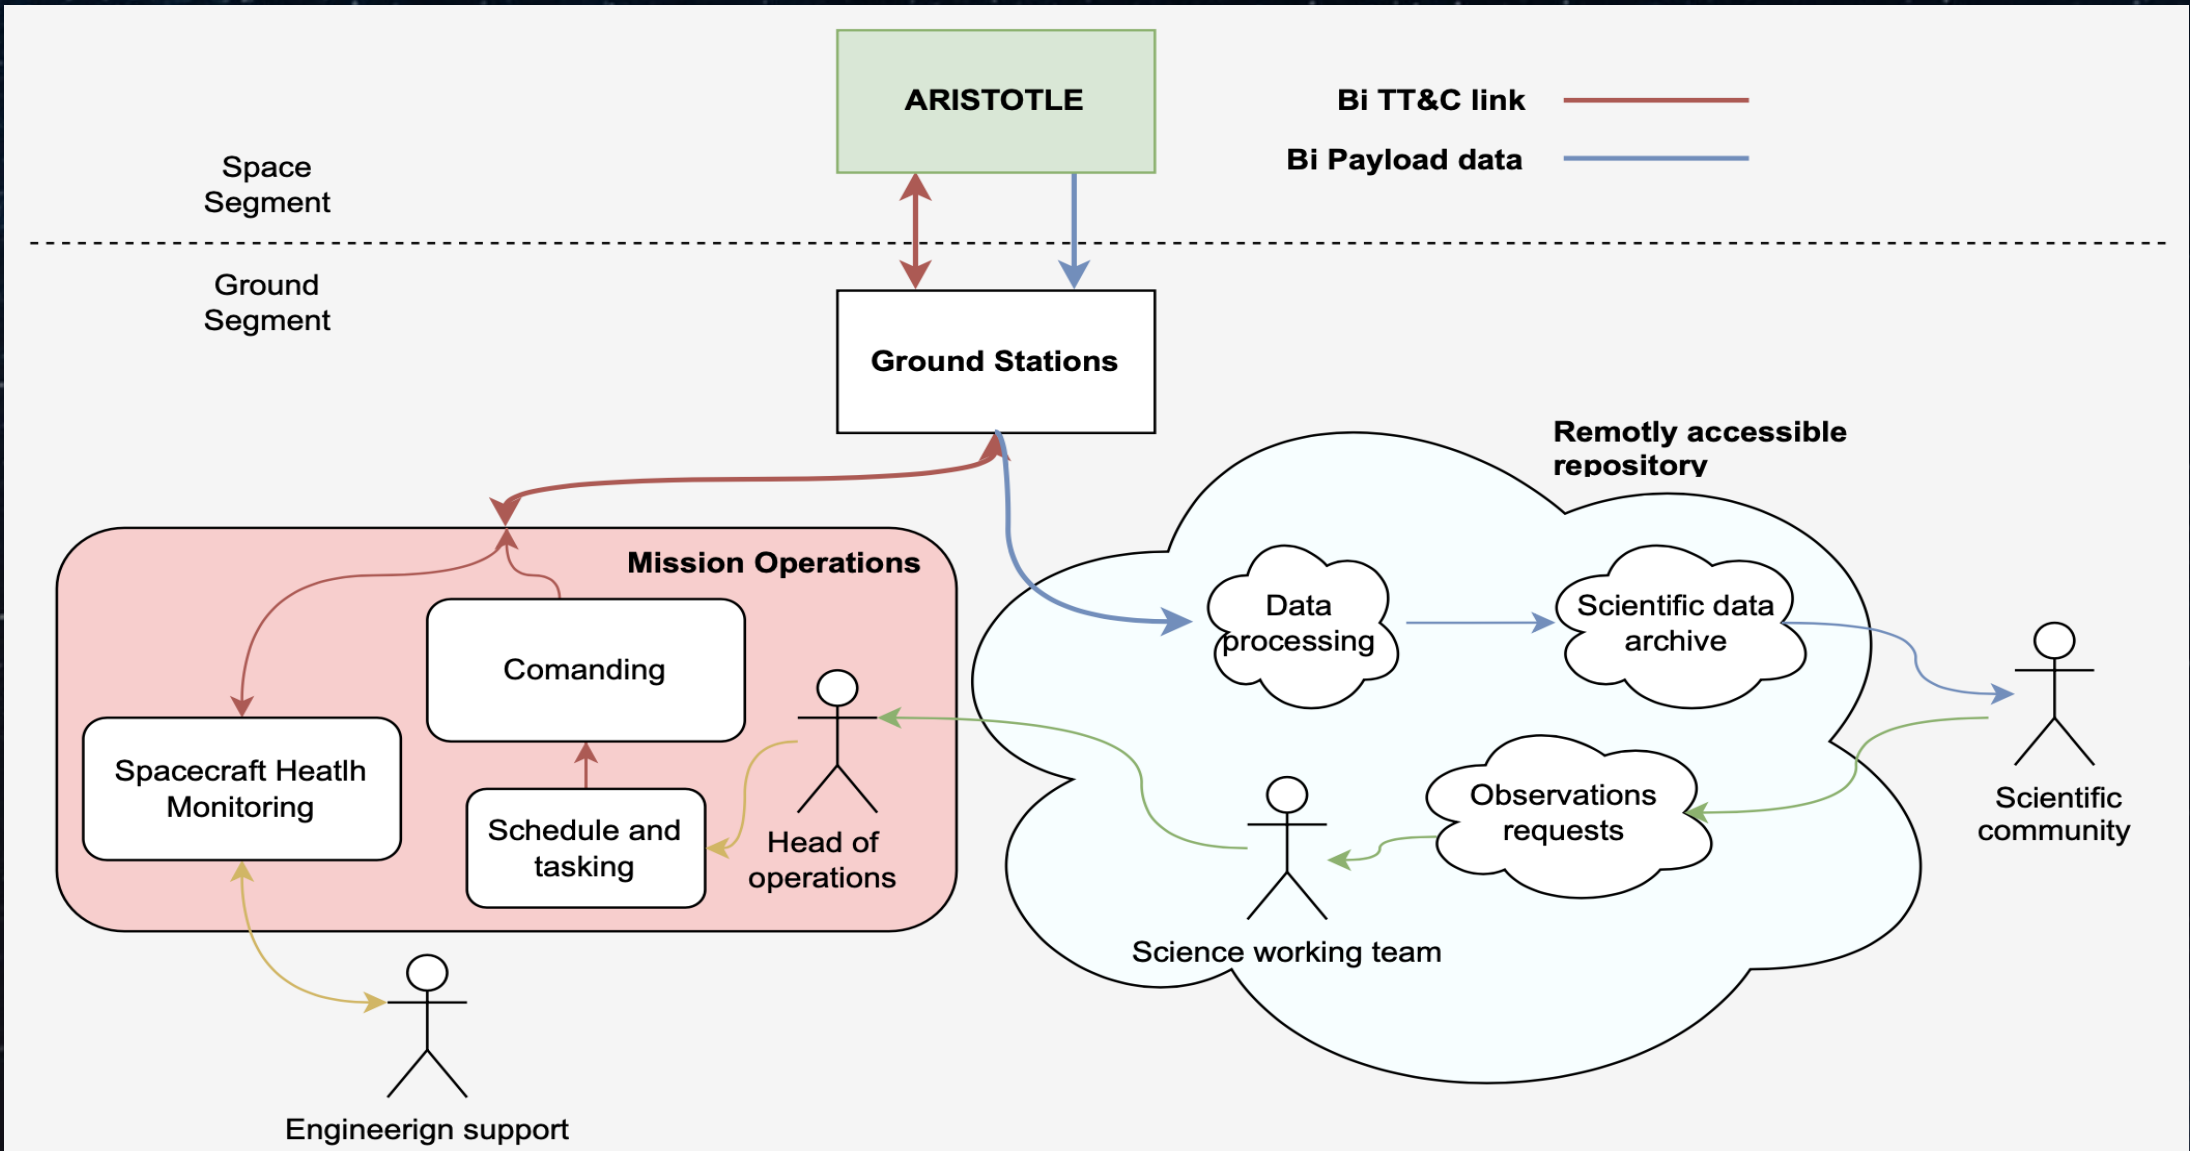 ARISTOTLE
Bi TT&C link
Bi Payload data
Space
Segment
Ground
Segment
Ground Stations
Remotly accessible
repository
Mission Operations
Comanding
Spacecraft Heatlh
Monitoring
Schedule and
tasking
Head of
operations
Data
processing
Scientific data
archive
Observations
requests
Science working team
Scientific
community
Engineerign support